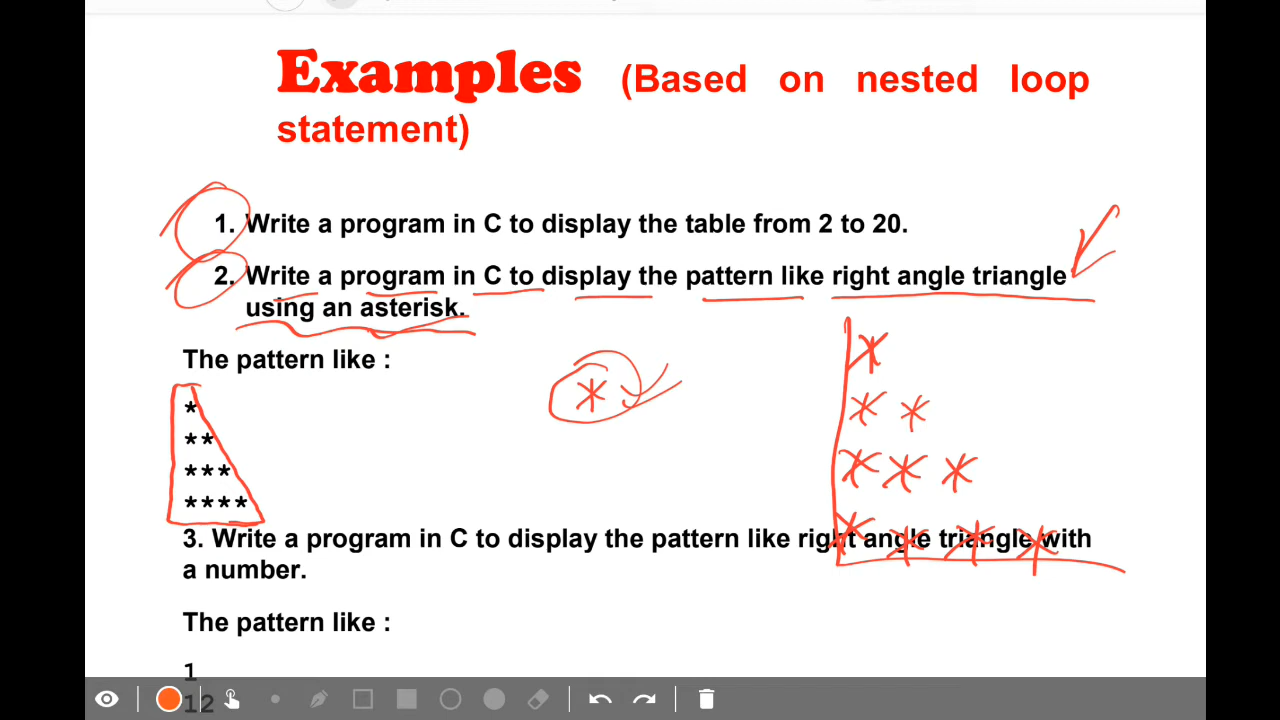 Examples (Based on nested loop
statement)
1. Write a program in C to display the table from 2 to 20.
2. Write a program in C to display the pattern like right angle triangle
using an asterisk.
The pattern like :
*
*
*
**
* *
***
* * *
****
* * * *
3. Write a program in C to display the pattern like right angle triangle with
a number.
The pattern like :
1
12